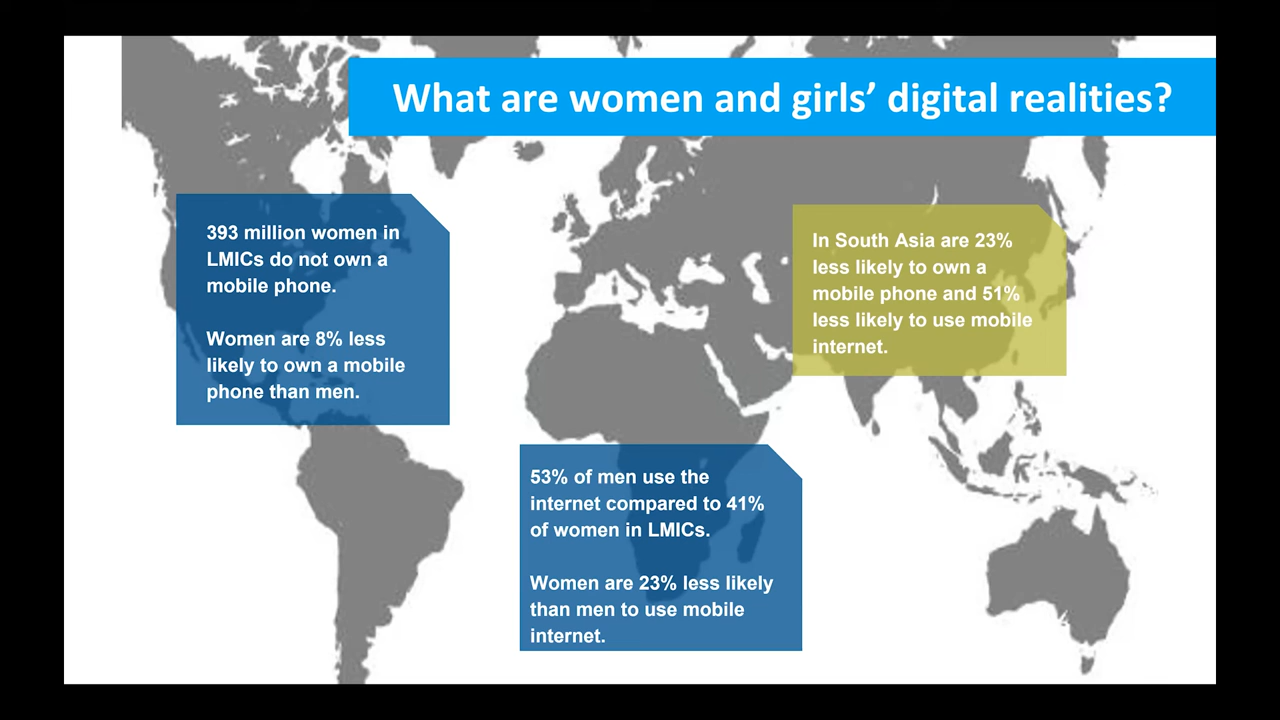 What are women and girls’ digital realities?
393 million women in
LMICs do not own a
mobile phone.
Women are 8% less
likely to own a mobile
phone than men.
In South Asia are 23%
less likely to own a
mobile phone and 51%
less likely to use mobile
internet.
53% of men use the
internet compared to 41%
of women in LMICs.
Women are 23% less likely
than men to use mobile
internet.